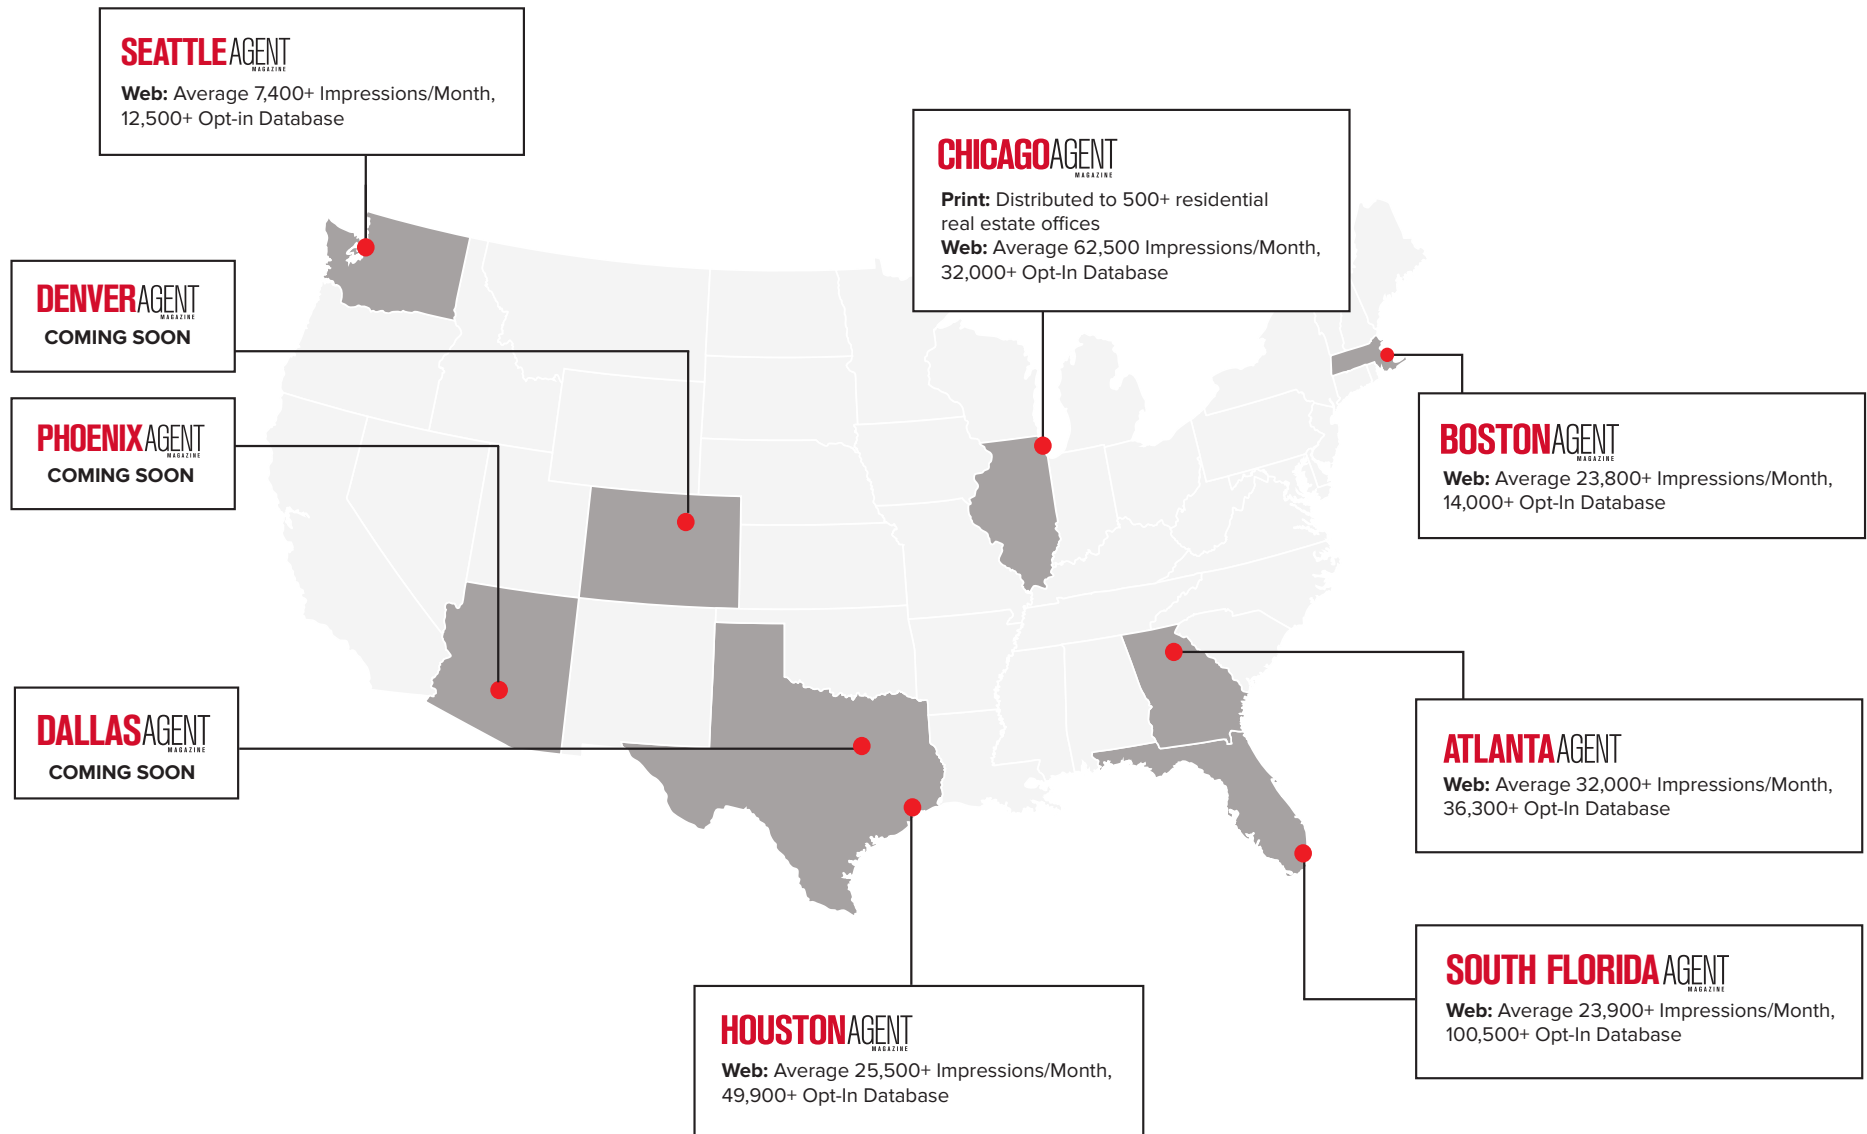 SEATTLE AGENT
MAGAZINE
Web: Average 7,400+ Impressions/Month,
12,500+ Opt-in Database
CHICAGOAGENT
MAGAZINE
Print: Distributed to 500+ residential
real estate offices
Web: Average 62,500 Impressions/Month,
32,000+ Opt-In Database
DENVERAGENT
MAGAZINE
COMING SOON
PHOENIXAGENT
MAGAZINE
COMING SOON
BOSTONAGENT
MAGAZINE
Web: Average 23,800+ Impressions/Month,
14,000+ Opt-In Database
DALLASAGENT
MAGAZINE
COMING SOON
ATLANTAAGENT
Web: Average 32,000+ Impressions/Month,
36,300+ Opt-In Database
SOUTH FLORIDA AGENT
MAGAZINE
Web: Average 23,900+ Impressions/Month,
100,500+ Opt-In Database
HOUSTONAGENT
MAGAZINE
Web: Average 25,500+ Impressions/Month,
49,900+ Opt-In Database